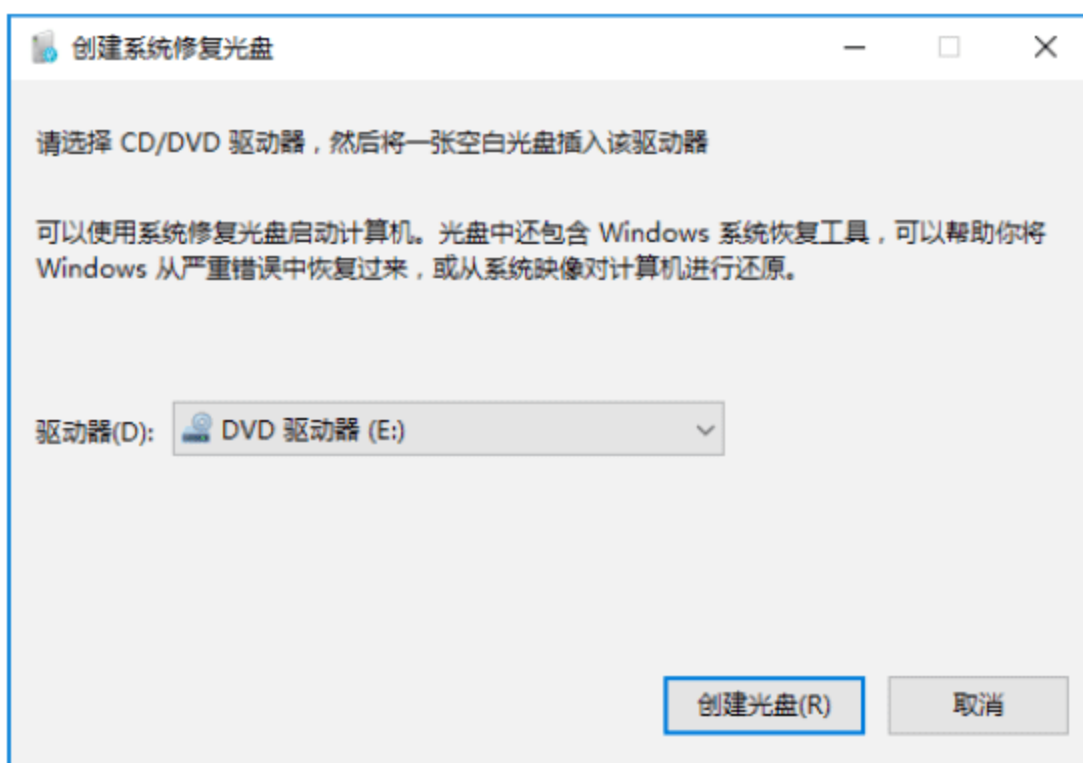 创建系统修复光盘
请选择 CD/DVD 驱动器，然后将一张空白光盘插入该驱动器
可以使用系统修复光盘启动计算机。光盘中还包含 Windows 系统恢复工具，可以帮助你将
Windows 从严重错误中恢复过来，或从系统映像对计算机进行还原。
驱动器(D): DVD 驱动器 (E:)
创建光盘(R) 取消